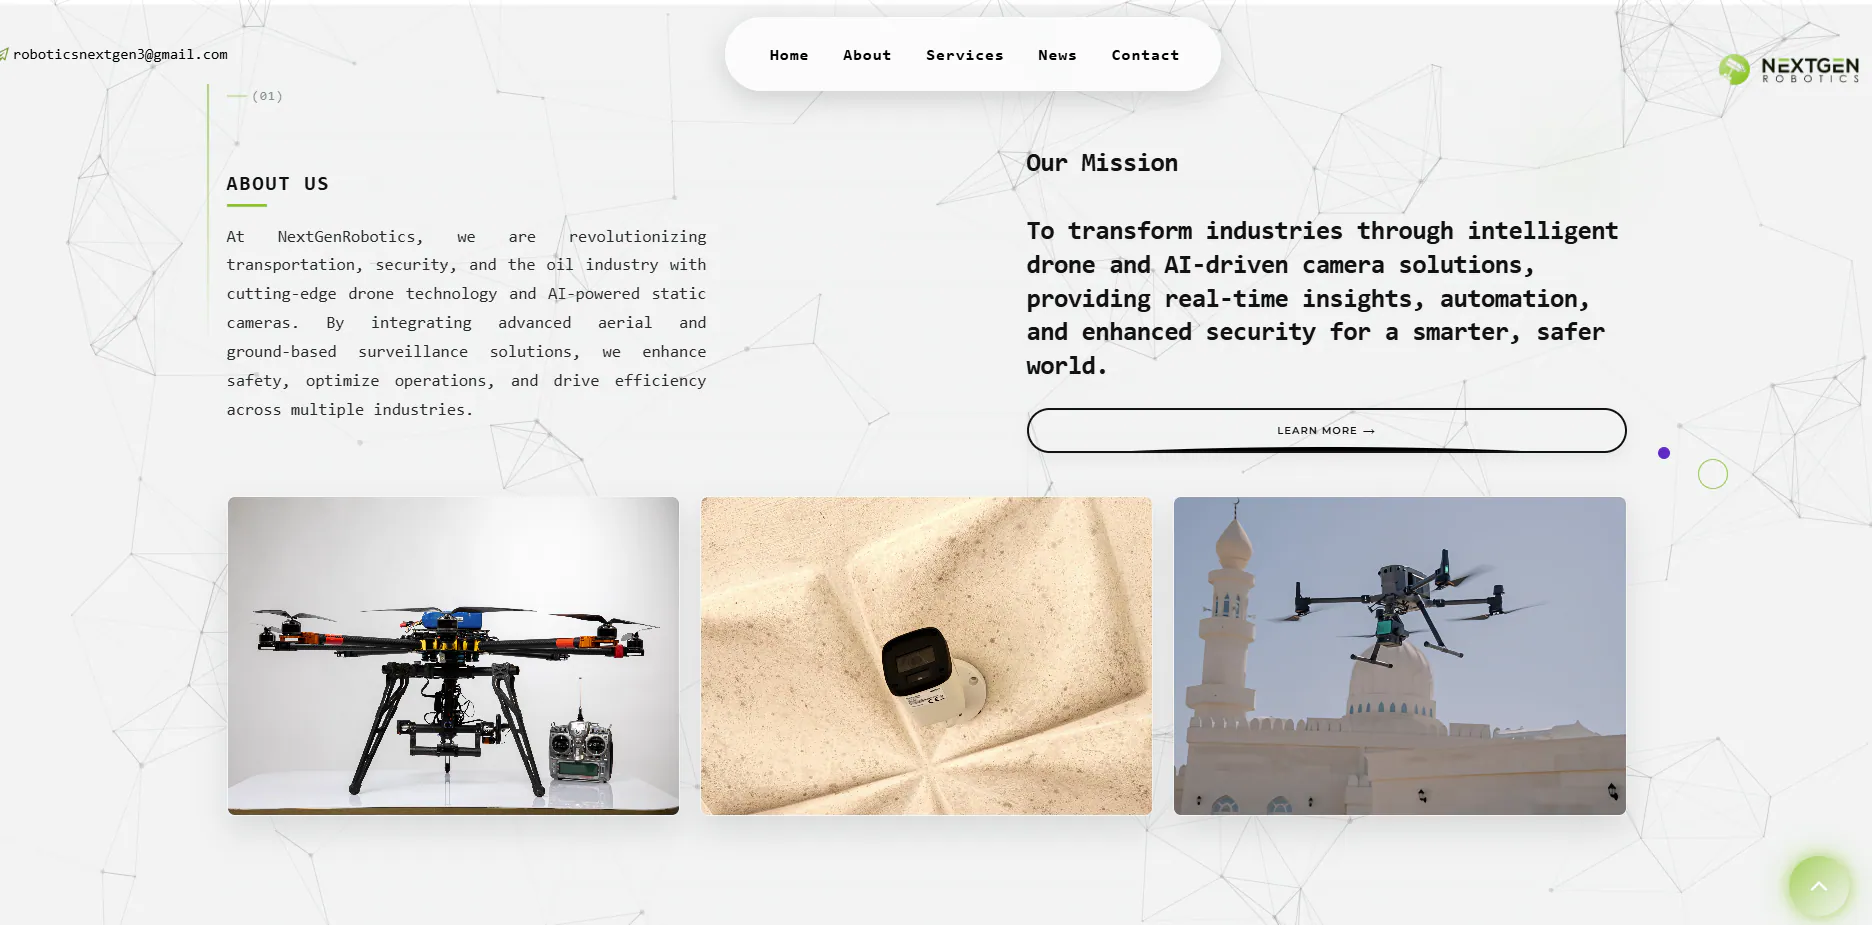 roboticsnextgen3@gmail.com
Home About Services News Contact
NEXTGEN
ROBOTICS
(01)
ABOUT US
At NextGenRobotics, we are revolutionizing
transportation, security, and the oil industry with
cutting-edge drone technology and AI-powered static
cameras. By integrating advanced aerial and
ground-based surveillance solutions, we enhance
safety, optimize operations, and drive efficiency
across multiple industries.
Our Mission
To transform industries through intelligent
drone and AI-driven camera solutions,
providing real-time insights, automation,
and enhanced security for a smarter, safer
world.
LEARN MORE →